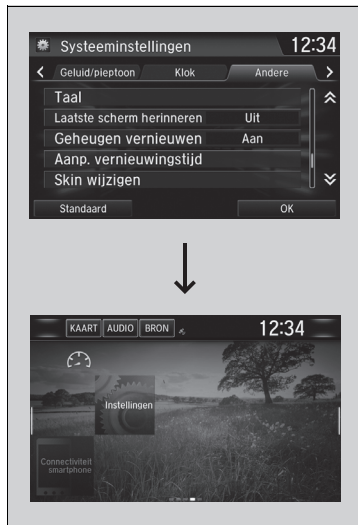 Systeeminstellingen 12:34
Geluid/pieptoon Klok Andere
Taal
Laatste scherm herinneren Uit
Geheugen vernieuwen Aan
Aanp. vernieuwingstijd
Skin wijzigen
Standaard OK
KAART AUDIO BRON 12:34
Instellingen
Connectiviteit
smartphone